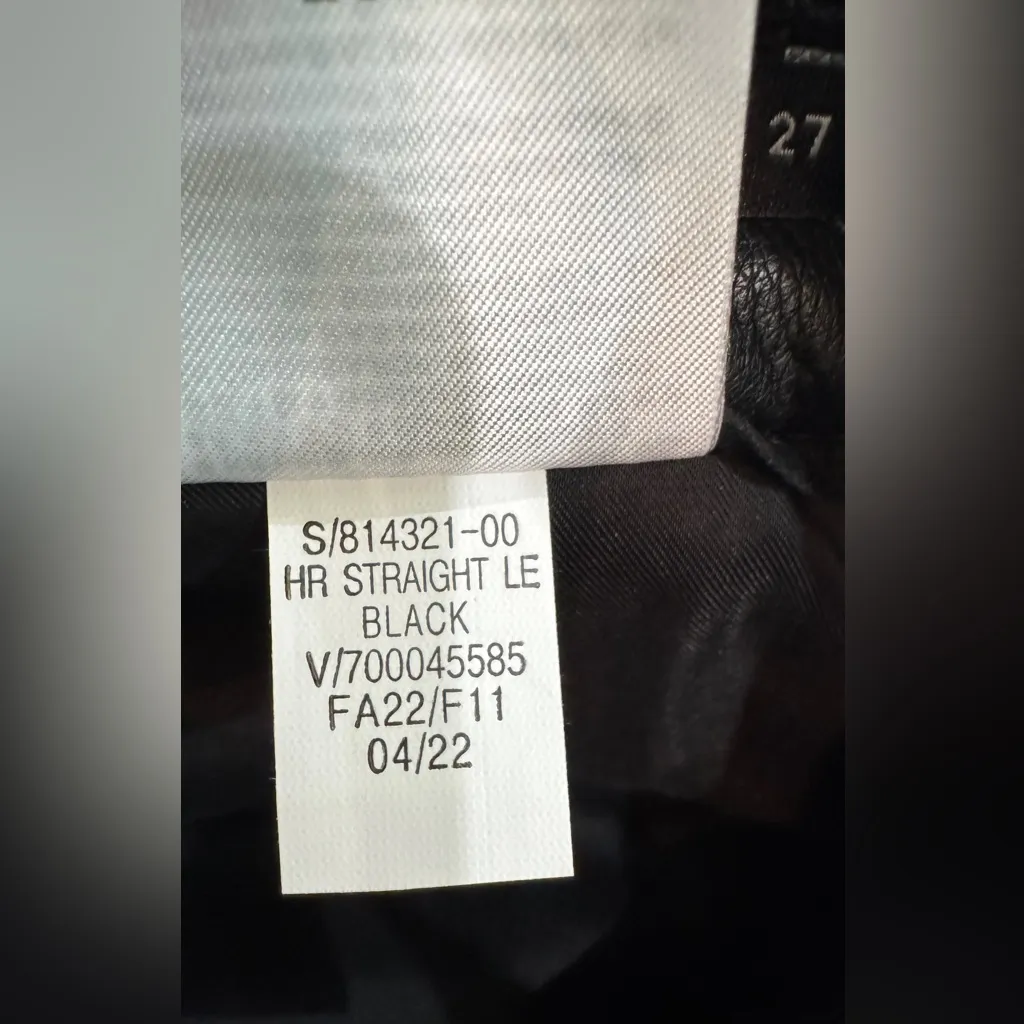 27
S/814321-00
HR STRAIGHT LE
BLACK
V/700045585
FA22/F11
04/22